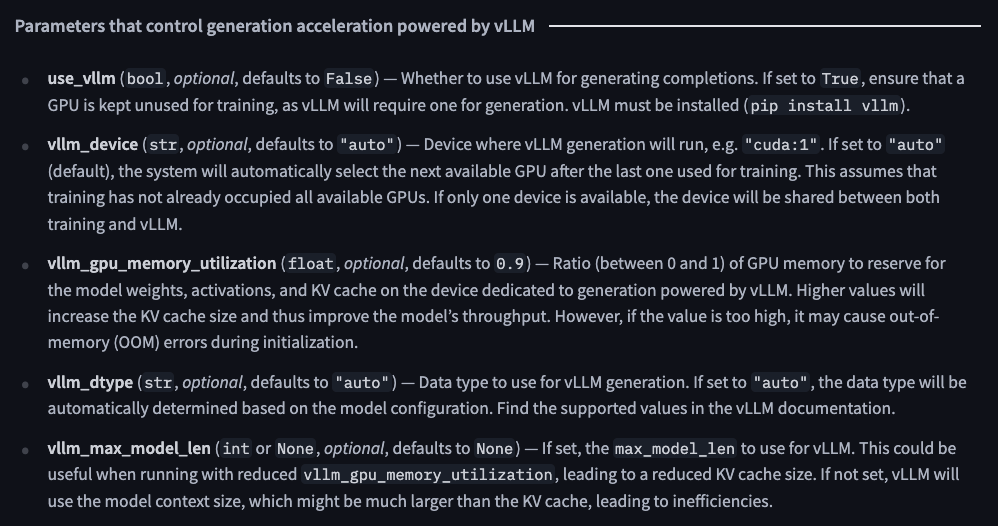 Parameters that control generation acceleration powered by vLLM
use_vllm (bool, optional, defaults to False) — Whether to use vLLM for generating completions. If set to True, ensure that a
GPU is kept unused for training, as vLLM will require one for generation. vLLM must be installed (pip install vllm).
vllm_device (str, optional, defaults to "auto") — Device where vLLM generation will run, e.g. "cuda:1". If set to "auto"
(default), the system will automatically select the next available GPU after the last one used for training. This assumes that
training has not already occupied all available GPUs. If only one device is available, the device will be shared between both
training and vLLM.
vllm_gpu_memory_utilization (float, optional, defaults to 0.9) — Ratio (between 0 and 1) of GPU memory to reserve for
the model weights, activations, and KV cache on the device dedicated to generation powered by vLLM. Higher values will
increase the KV cache size and thus improve the model’s throughput. However, if the value is too high, it may cause out-of-
memory (OOM) errors during initialization.
vllm_dtype (str, optional, defaults to "auto") — Data type to use for vLLM generation. If set to "auto", the data type will be
automatically determined based on the model configuration. Find the supported values in the vLLM documentation.
vllm_max_model_len (int or None, optional, defaults to None) — If set, the max_model_len to use for vLLM. This could be
useful when running with reduced vllm_gpu_memory_utilization, leading to a reduced KV cache size. If not set, vLLM will
use the model context size, which might be much larger than the KV cache, leading to inefficiencies.